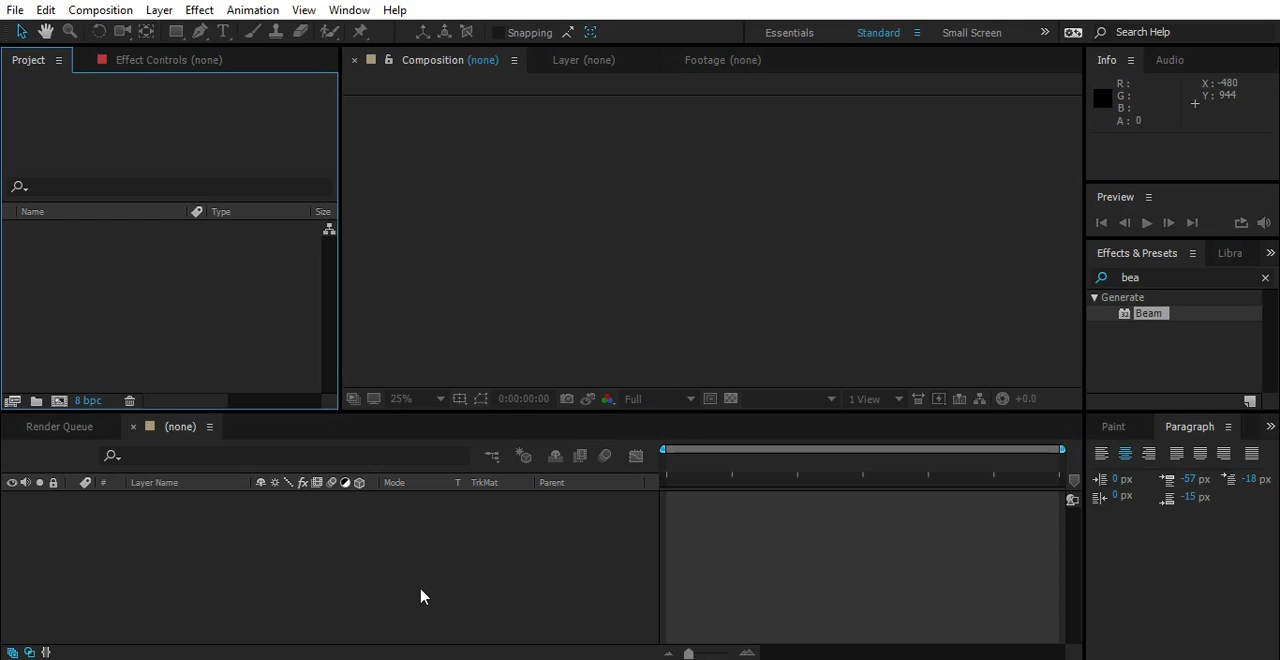 File Edit Composition Layer Effect Animation View Window Help
T Snapping Essentials Standard Small Screen Search Help
Project Effect Controls (none) Composition (none) Layer (none) Footage (none) Info Audio
R : X : -480
G : Y : 944
B :
A : 0
Preview
Name Type Size
Effects & Presets Libra
bea
Generate
32 Beam
8 bpc 25% 0:00:00:00 Full 1 View +0.0
Render Queue (none) Paint Paragraph
# Layer Name fx Mode T TrkMat Parent
0 px -57 px -18 px
0 px -15 px